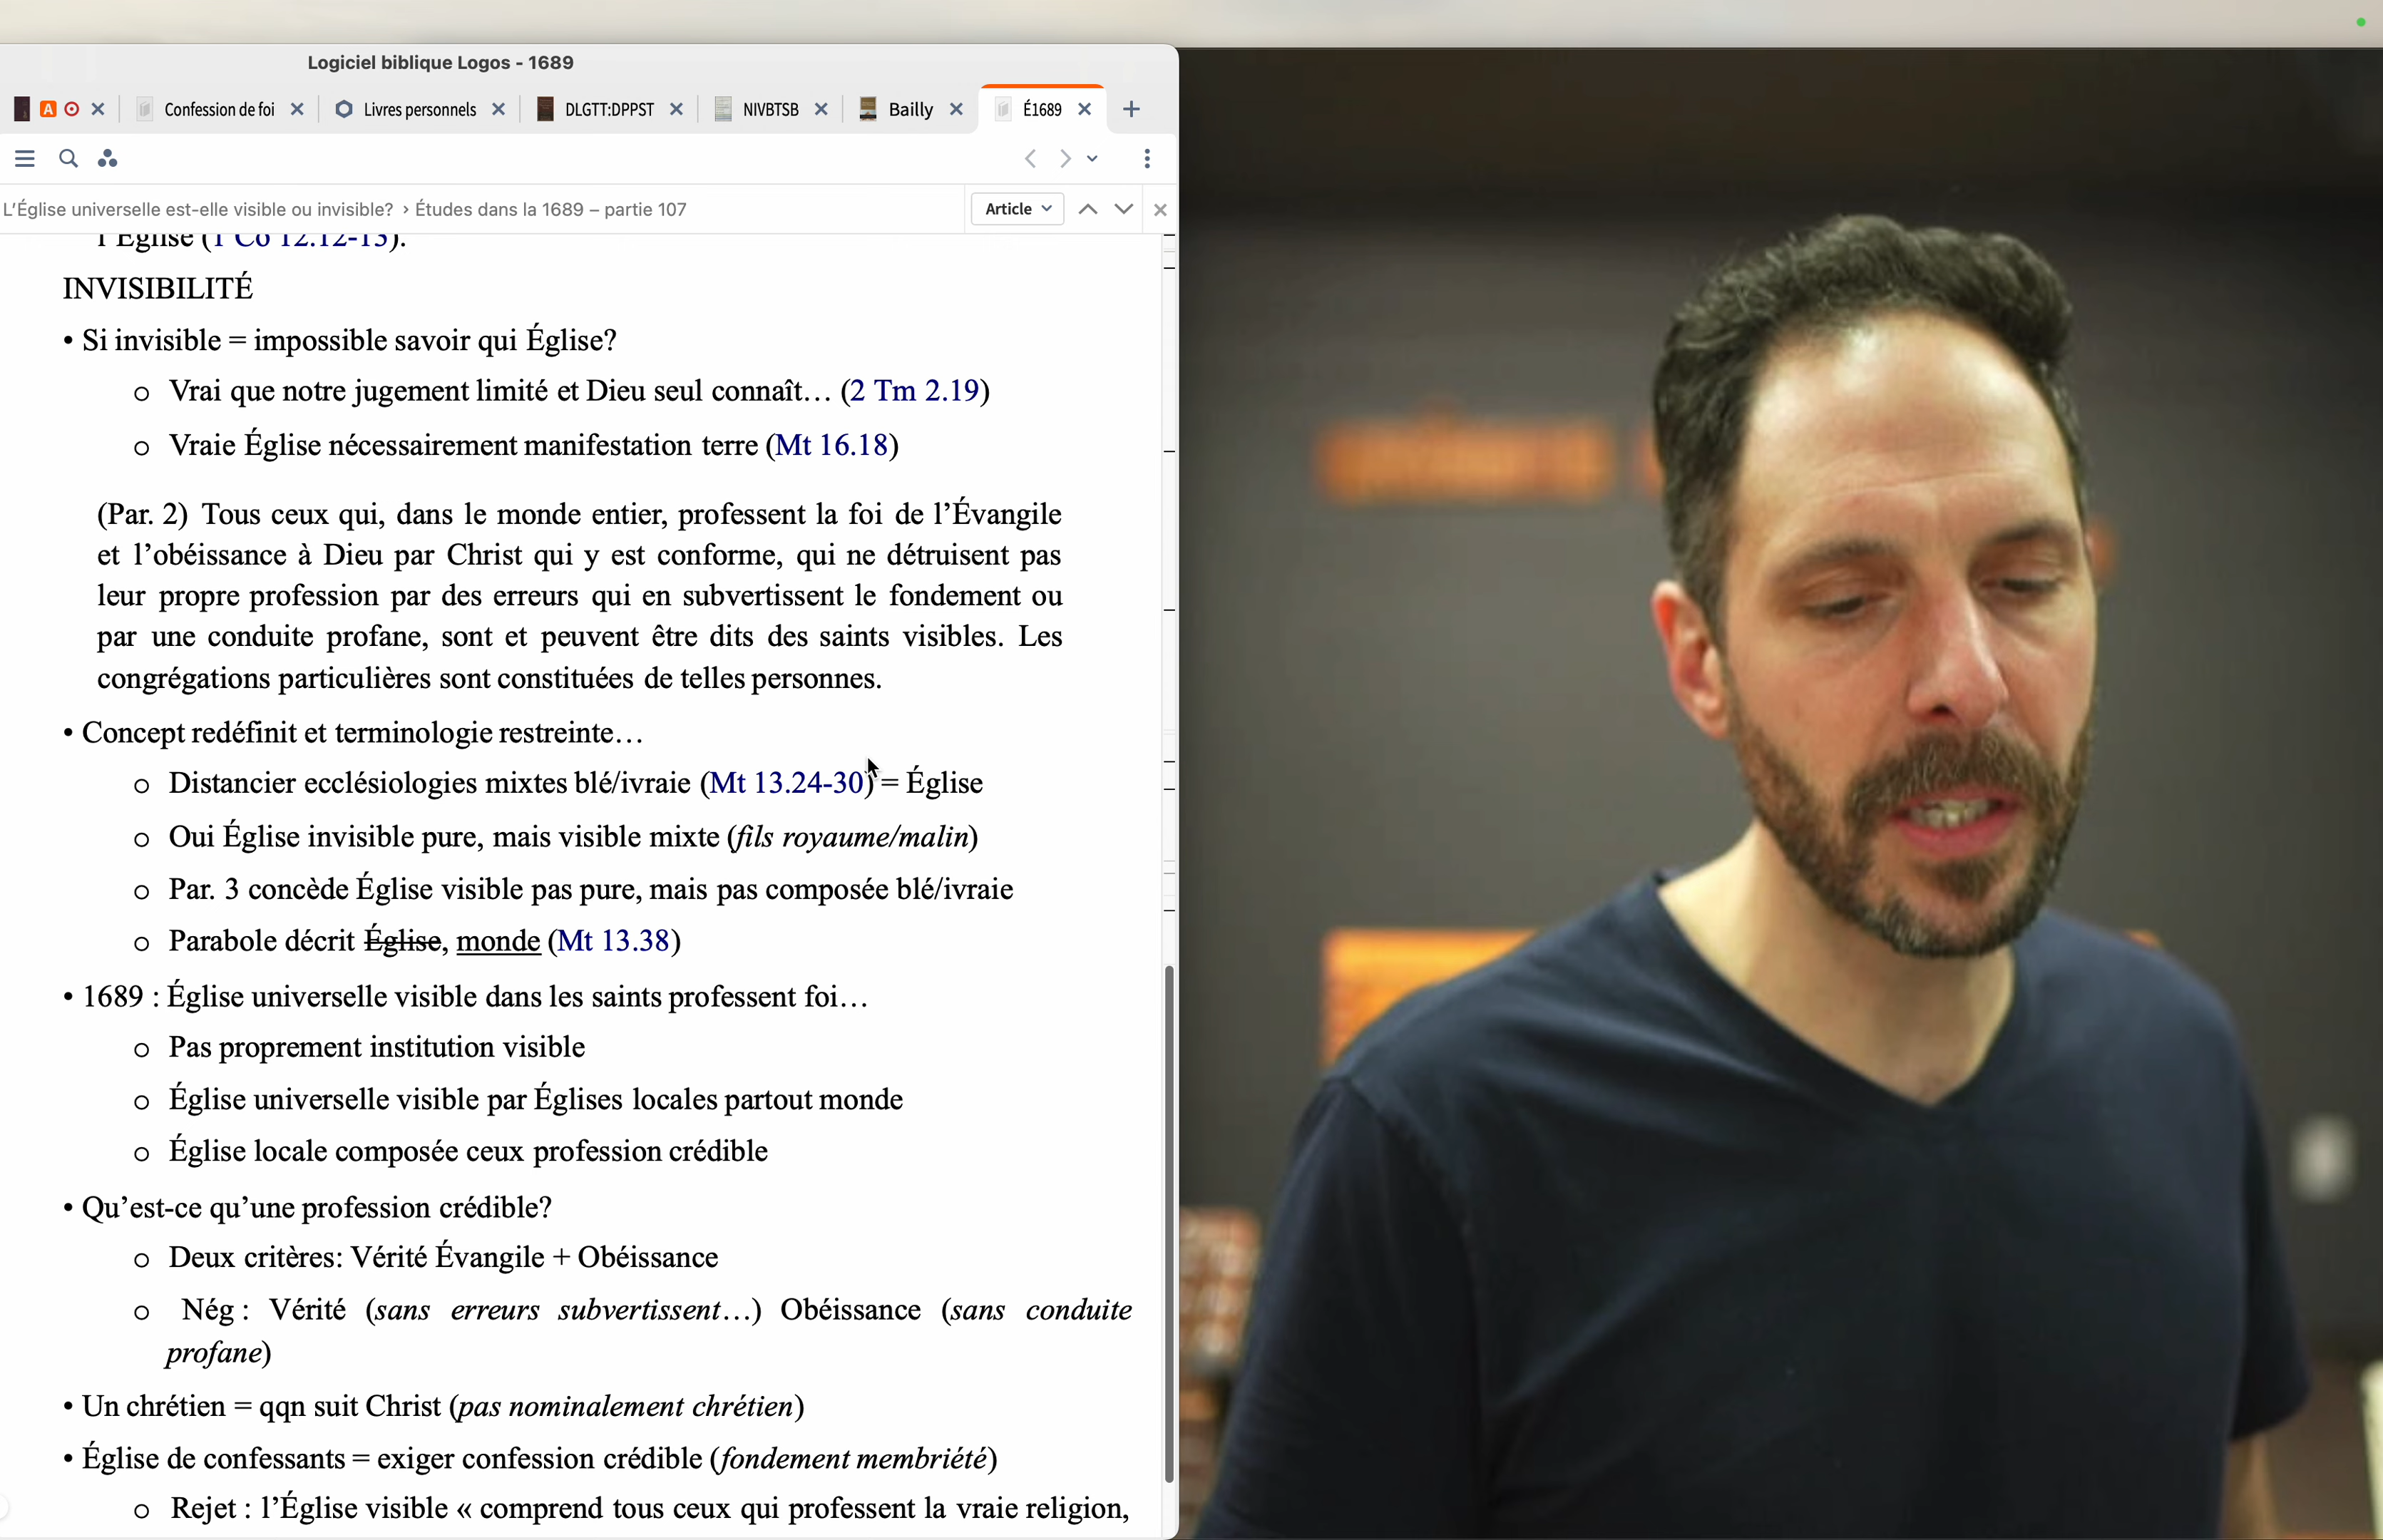 Logiciel biblique Logos - 1689
A Confession de foi Livres personnels DLGTT:DPPST NIVBTSB Bailly É1689
L'Église universelle est-elle visible ou invisible? › Études dans la 1689 – partie 107 Article
l'Église (1 Co 12.12-13).
INVISIBILITÉ
• Si invisible = impossible savoir qui Église?
o Vrai que notre jugement limité et Dieu seul connaît… (2 Tm 2.19)
o Vraie Église nécessairement manifestation terre (Mt 16.18)
(Par. 2) Tous ceux qui, dans le monde entier, professent la foi de l'Évangile
et l'obéissance à Dieu par Christ qui y est conforme, qui ne détruisent pas
leur propre profession par des erreurs qui en subvertissent le fondement ou
par une conduite profane, sont et peuvent être dits des saints visibles. Les
congrégations particulières sont constituées de telles personnes.
• Concept redéfinit et terminologie restreinte…
o Distancier ecclésiologies mixtes blé/ivraie (Mt 13.24-30) = Église
o Oui Église invisible pure, mais visible mixte (fils royaume/malin)
o Par. 3 concède Église visible pas pure, mais pas composée blé/ivraie
o Parabole décrit Église, monde (Mt 13.38)
• 1689 : Église universelle visible dans les saints professent foi…
o Pas proprement institution visible
o Église universelle visible par Églises locales partout monde
o Église locale composée ceux profession crédible
• Qu'est-ce qu'une profession crédible?
o Deux critères: Vérité Évangile + Obéissance
o Nég : Vérité (sans erreurs subvertissent…) Obéissance (sans conduite
profane)
• Un chrétien = qqn suit Christ (pas nominalement chrétien)
• Église de confessants = exiger confession crédible (fondement membriété)
o Rejet : l'Église visible « comprend tous ceux qui professent la vraie religion,